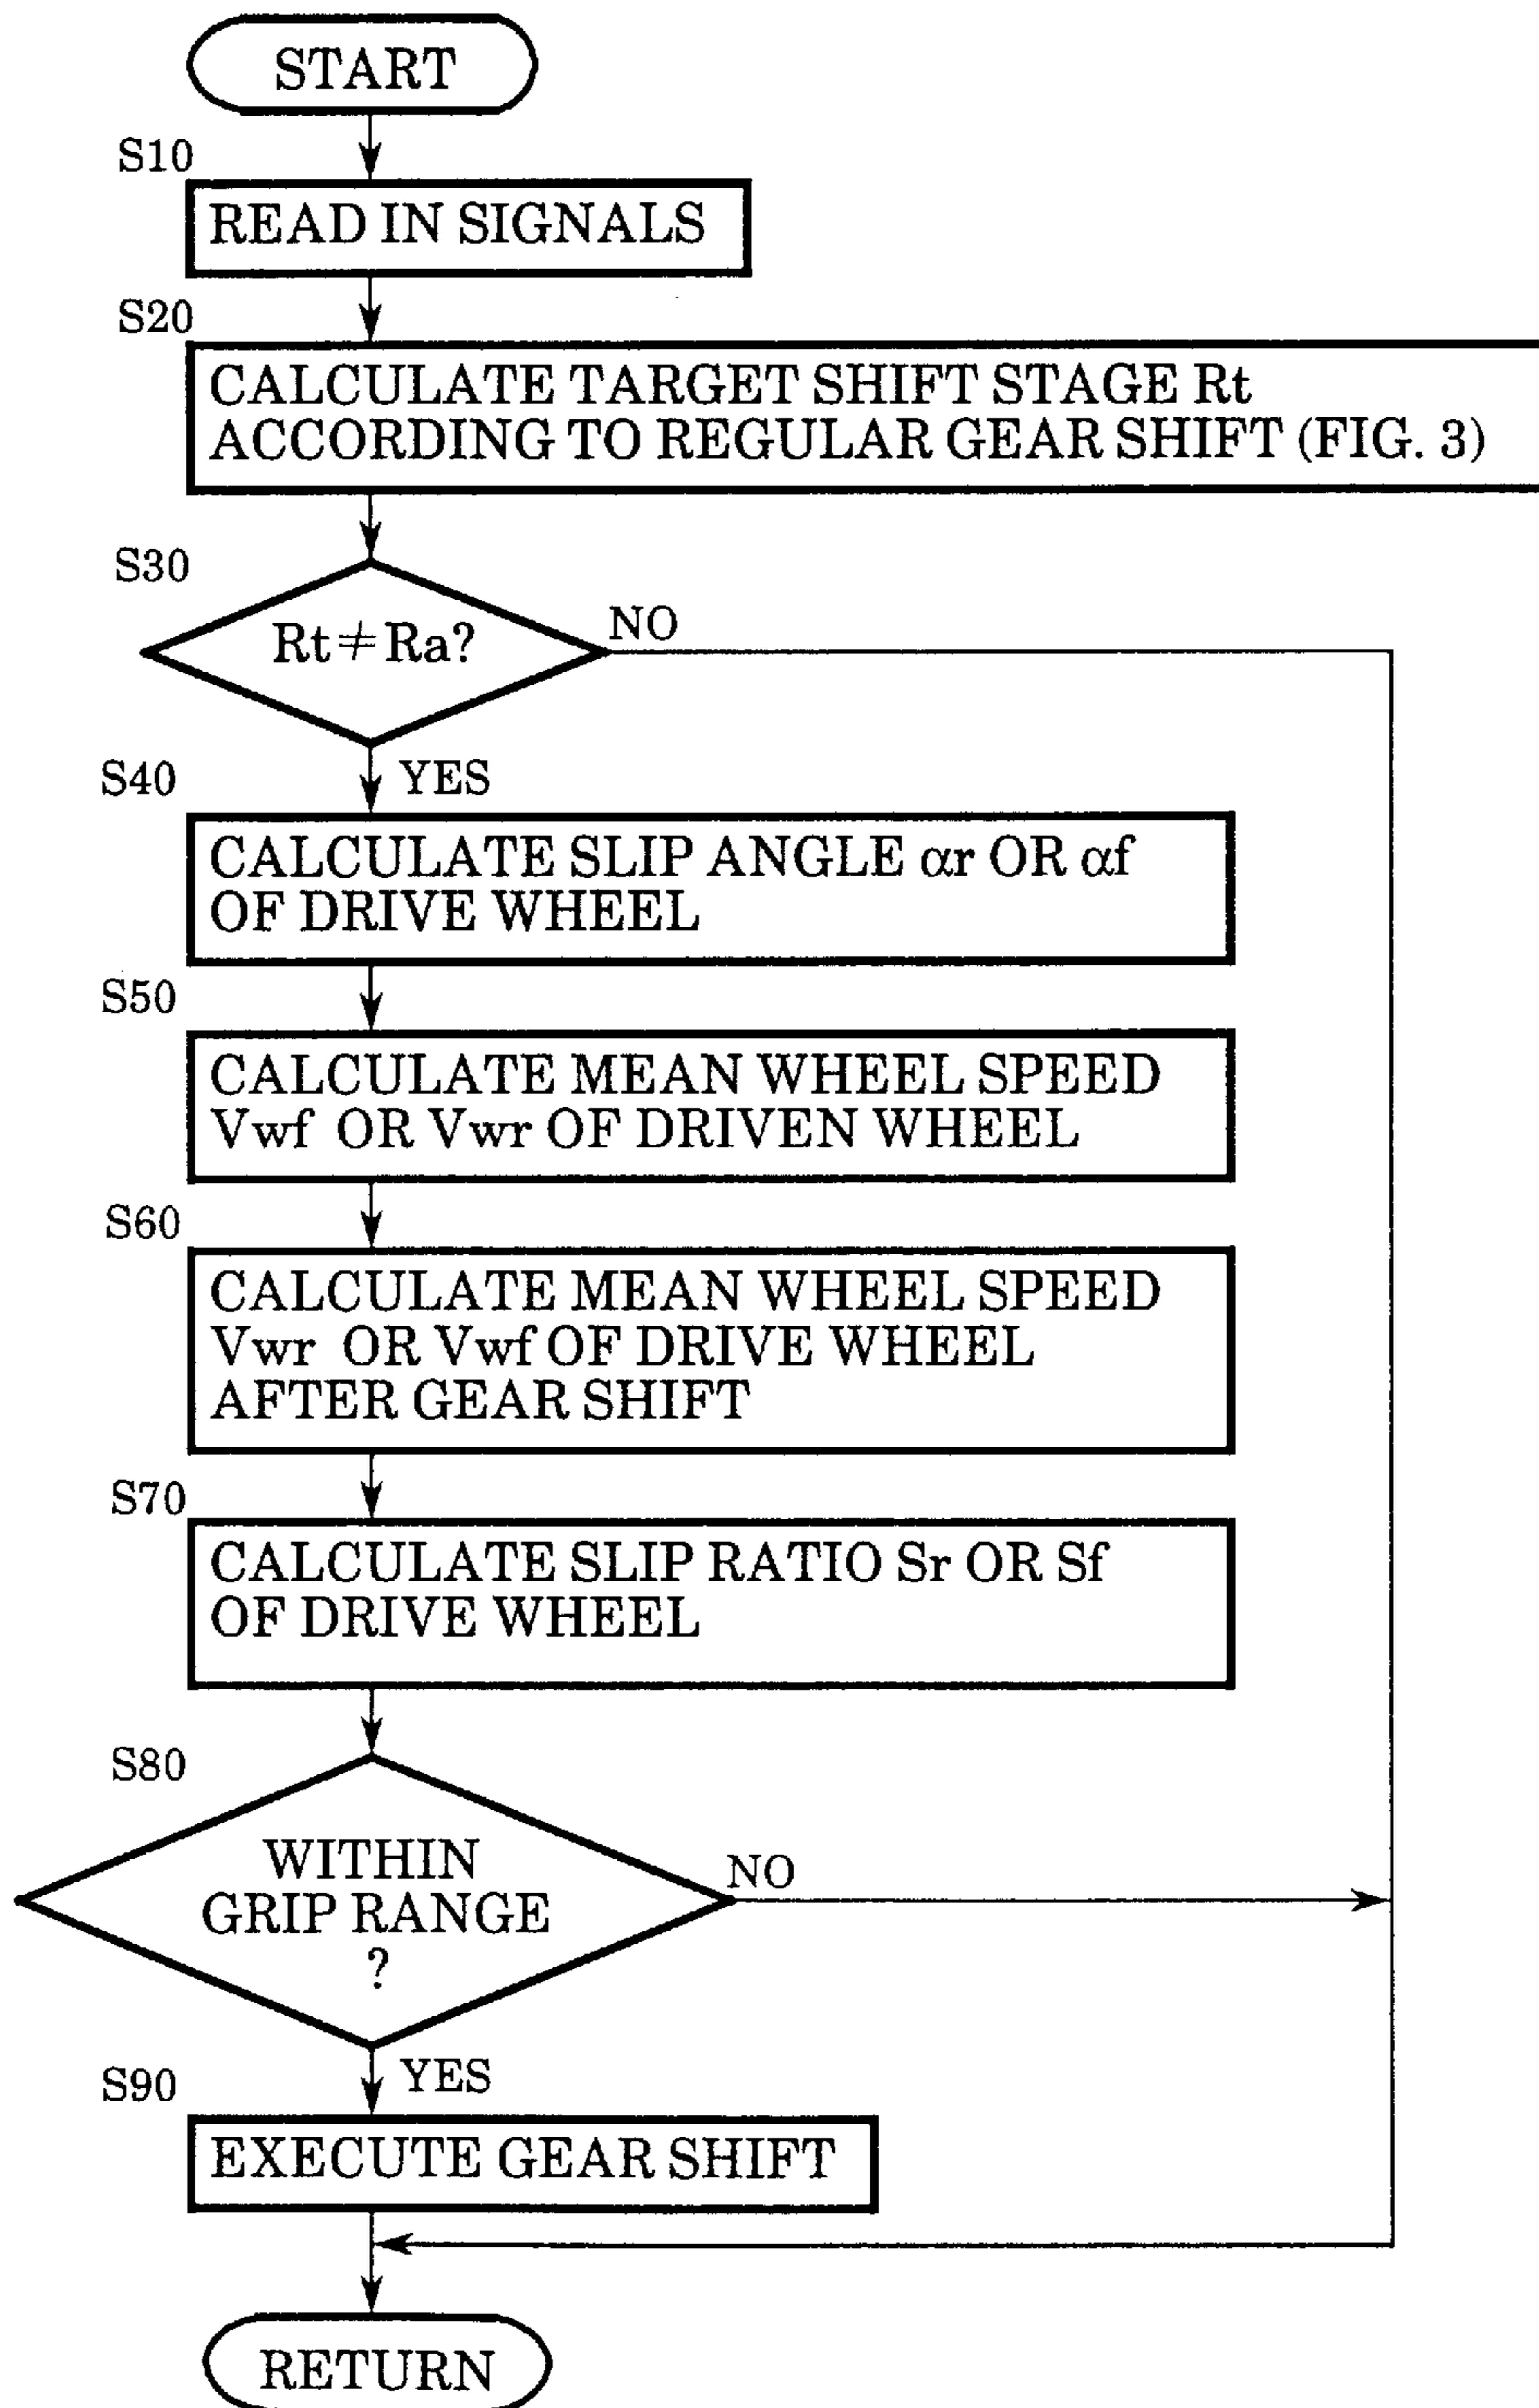 START
S10
READ IN SIGNALS
S20
CALCULATE TARGET SHIFT STAGE Rt
ACCORDING TO REGULAR GEAR SHIFT (FIG. 3)
S30
Rt≠Ra?
NO
YES
S40
CALCULATE SLIP ANGLE αr OR αf
OF DRIVE WHEEL
S50
CALCULATE MEAN WHEEL SPEED
Vwf OR Vwr OF DRIVEN WHEEL
S60
CALCULATE MEAN WHEEL SPEED
Vwr OR Vwf OF DRIVE WHEEL
AFTER GEAR SHIFT
S70
CALCULATE SLIP RATIO Sr OR Sf
OF DRIVE WHEEL
S80
WITHIN
GRIP RANGE
?
NO
YES
S90
EXECUTE GEAR SHIFT
RETURN